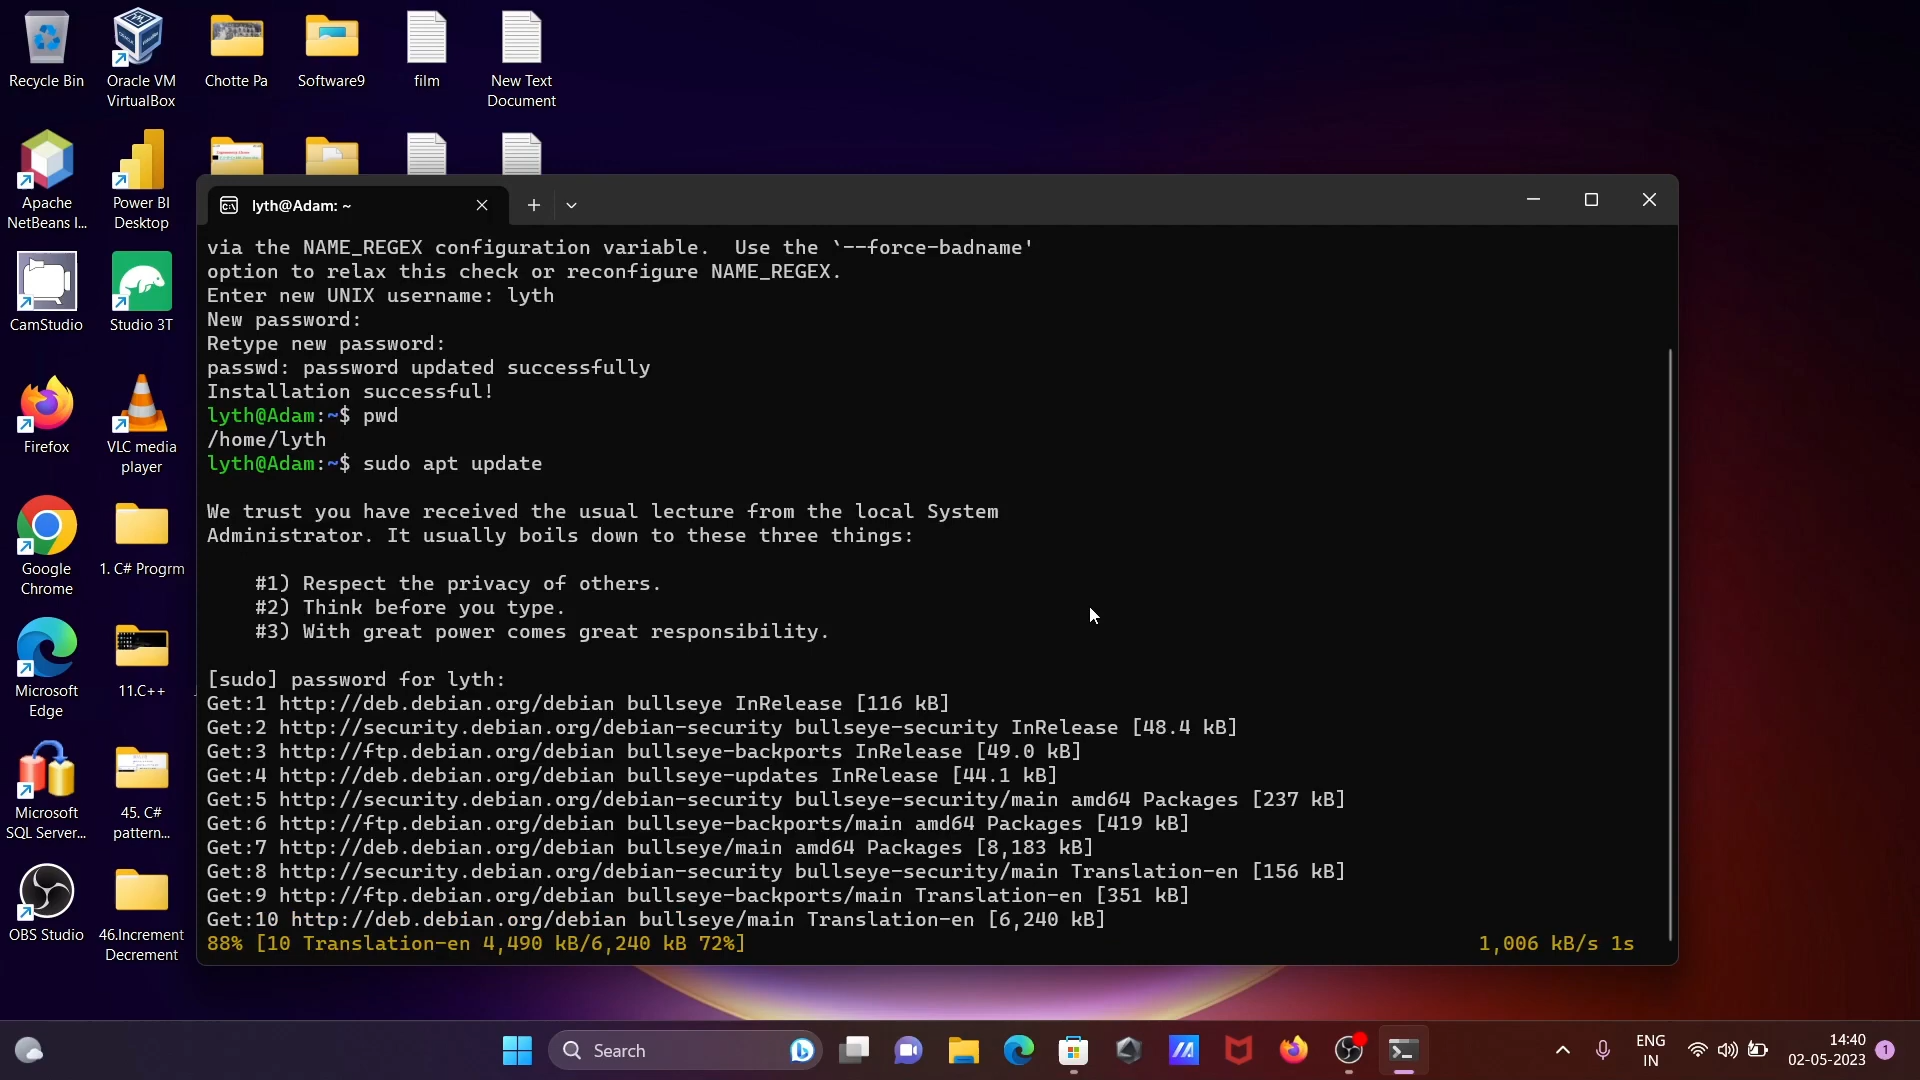 Recycle Bin
Oracle VM
VirtualBox
Chotte Pa
Software9
film
New Text
Document
Apache
NetBeans I...
Power BI
Desktop
CamStudio
Studio 3T
Firefox
VLC media
player
Google
Chrome
1. C# Progrm
Microsoft
Edge
11.C++
Microsoft
SQL Server...
45. C#
pattern...
OBS Studio
46.Increment
Decrement
lyth@Adam: ~
via the NAME_REGEX configuration variable.  Use the `--force-badname'
option to relax this check or reconfigure NAME_REGEX.
Enter new UNIX username: lyth
New password:
Retype new password:
passwd: password updated successfully
Installation successful!
lyth@Adam:~$ pwd
/home/lyth
lyth@Adam:~$ sudo apt update
We trust you have received the usual lecture from the local System
Administrator. It usually boils down to these three things:
#1) Respect the privacy of others.
#2) Think before you type.
#3) With great power comes great responsibility.
[sudo] password for lyth:
Get:1 http://deb.debian.org/debian bullseye InRelease [116 kB]
Get:2 http://security.debian.org/debian-security bullseye-security InRelease [48.4 kB]
Get:3 http://ftp.debian.org/debian bullseye-backports InRelease [49.0 kB]
Get:4 http://deb.debian.org/debian bullseye-updates InRelease [44.1 kB]
Get:5 http://security.debian.org/debian-security bullseye-security/main amd64 Packages [237 kB]
Get:6 http://ftp.debian.org/debian bullseye-backports/main amd64 Packages [419 kB]
Get:7 http://deb.debian.org/debian bullseye/main amd64 Packages [8,183 kB]
Get:8 http://security.debian.org/debian-security bullseye-security/main Translation-en [156 kB]
Get:9 http://ftp.debian.org/debian bullseye-backports/main Translation-en [351 kB]
Get:10 http://deb.debian.org/debian bullseye/main Translation-en [6,240 kB]
88% [10 Translation-en 4,490 kB/6,240 kB 72%] 1,006 kB/s 1s
Search
ENG
IN
14:40
02-05-2023
1